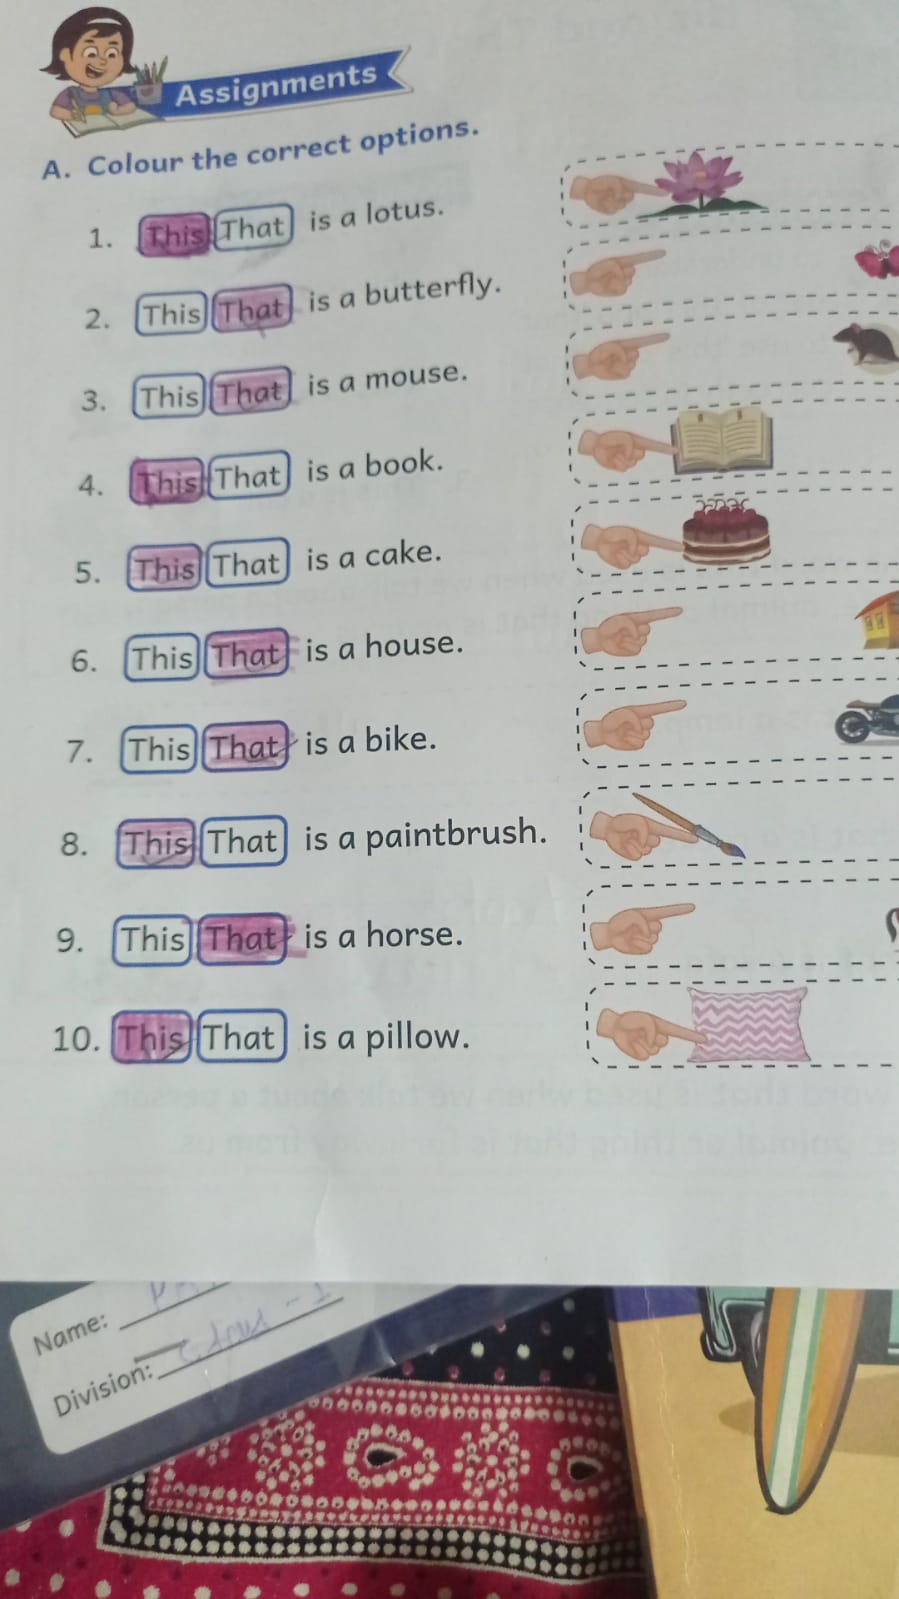 Assignments
A. Colour the correct options.
1. This That is a lotus.
2. This That is a butterfly.
3. This That is a mouse.
4. This That is a book.
5. This That is a cake.
6. This That is a house.
7. This That is a bike.
8. This That is a paintbrush.
9. This That is a horse.
10. This That is a pillow.
Name:
Division: